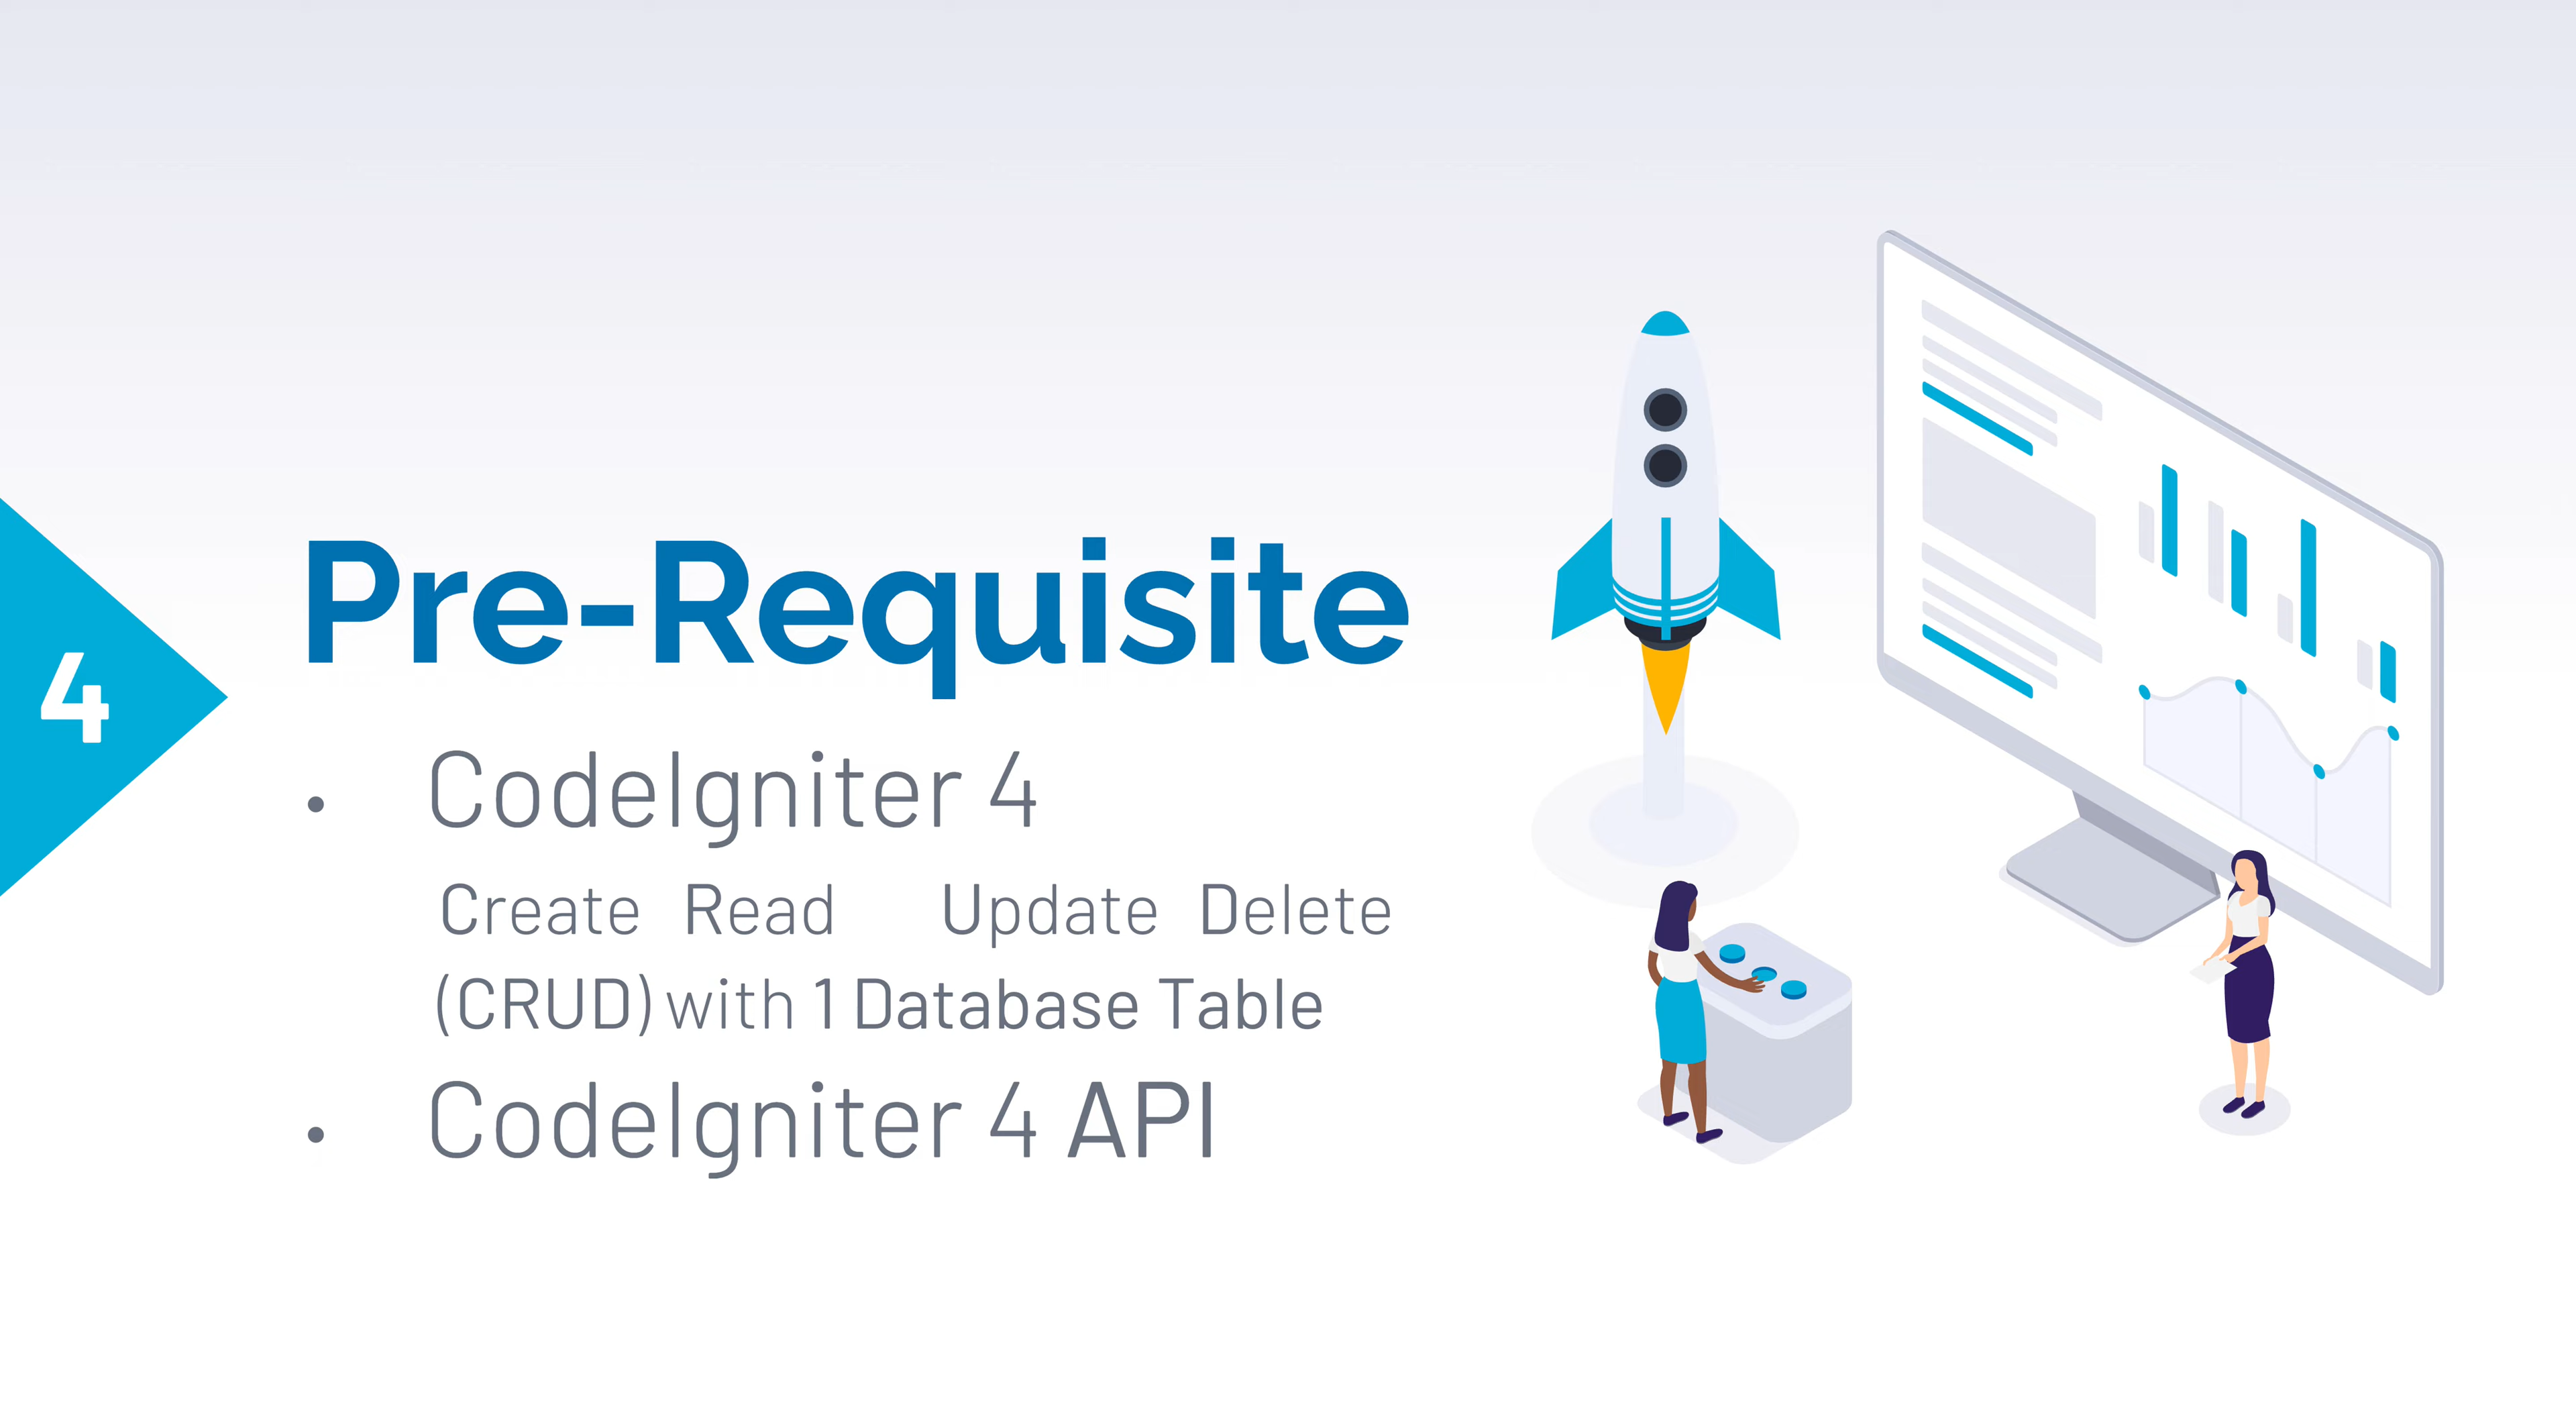 Pre-Requisite
4
• CodeIgniter 4
Create Read Update Delete
(CRUD) with 1 Database Table
• CodeIgniter 4 API